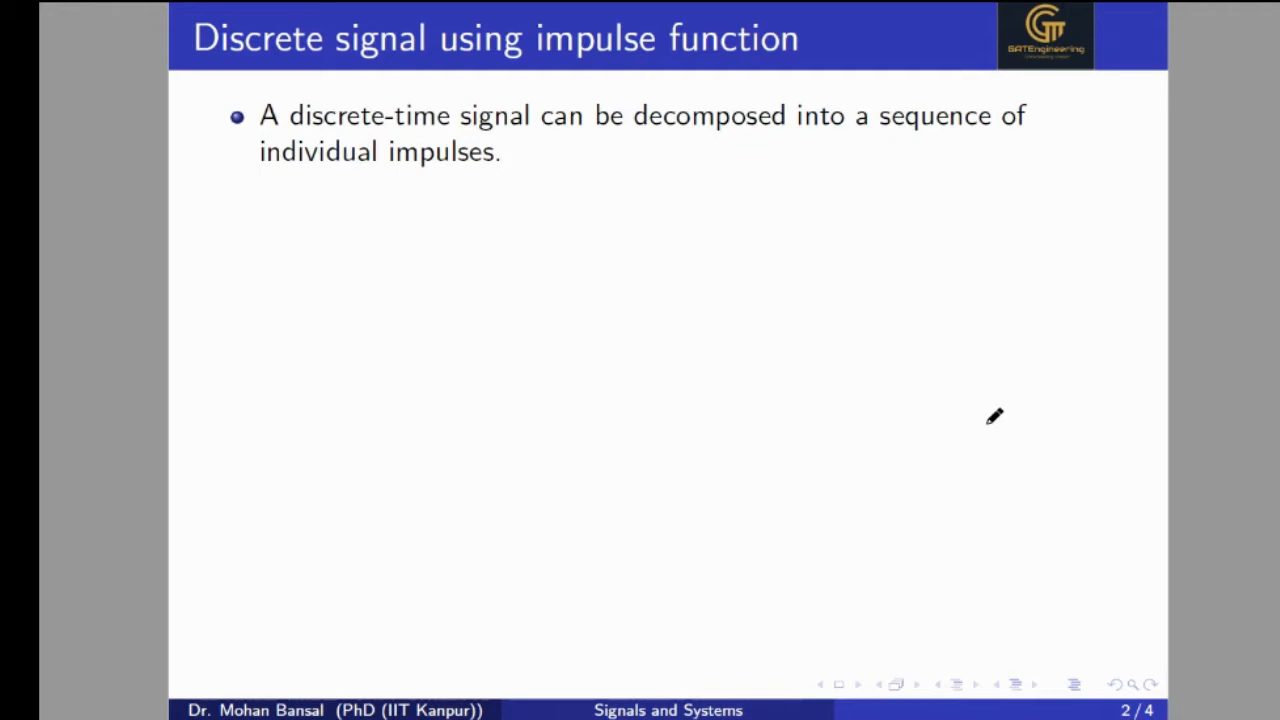 Discrete signal using impulse function
GATEngineering
A discrete-time signal can be decomposed into a sequence of
individual impulses.
Dr. Mohan Bansal (PhD (IIT Kanpur)) Signals and Systems 2 / 4